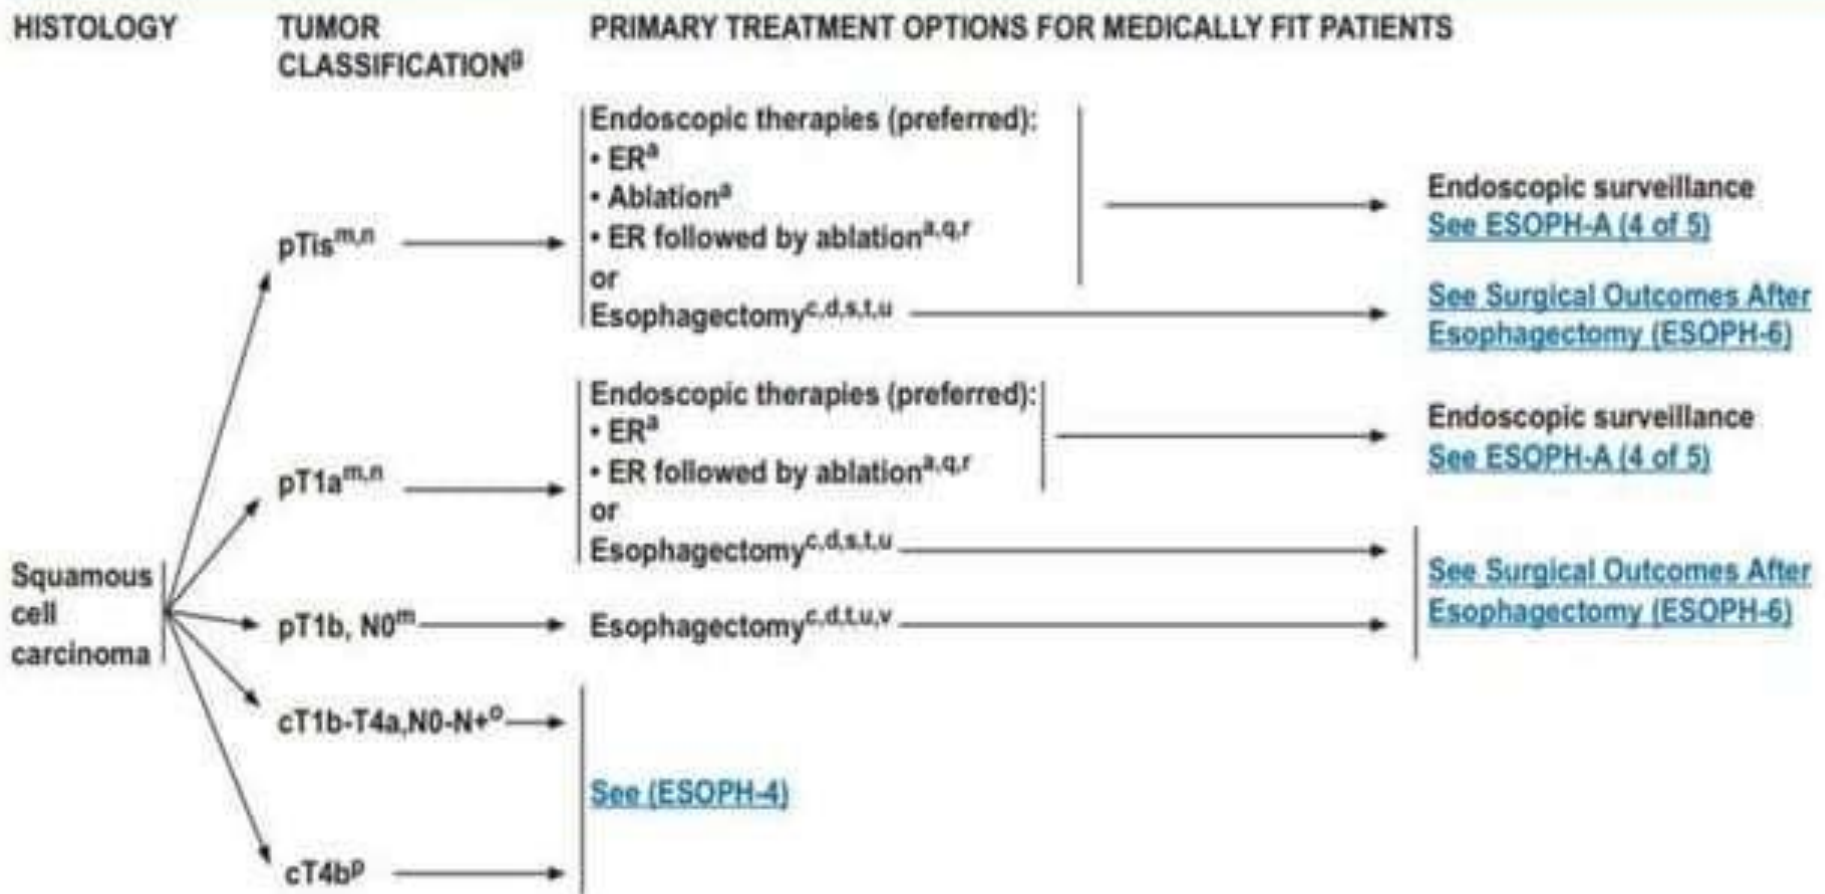 HISTOLOGY
TUMOR
CLASSIFICATIONg
PRIMARY TREATMENT OPTIONS FOR MEDICALLY FIT PATIENTS
Squamous
cell
carcinoma
pTism,n
Endoscopic therapies (preferred):
• ERa
• Ablationa
• ER followed by ablationa,q,r
or
Esophagectomyc,d,s,t,u
Endoscopic surveillance
See ESOPH-A (4 of 5)
See Surgical Outcomes After
Esophagectomy (ESOPH-6)
pT1am,n
Endoscopic therapies (preferred):
• ERa
• ER followed by ablationa,q,r
or
Esophagectomyc,d,s,t,u
Endoscopic surveillance
See ESOPH-A (4 of 5)
pT1b, N0m
Esophagectomyc,d,t,u,v
See Surgical Outcomes After
Esophagectomy (ESOPH-6)
cT1b-T4a,N0-N+o
cT4bp
See (ESOPH-4)